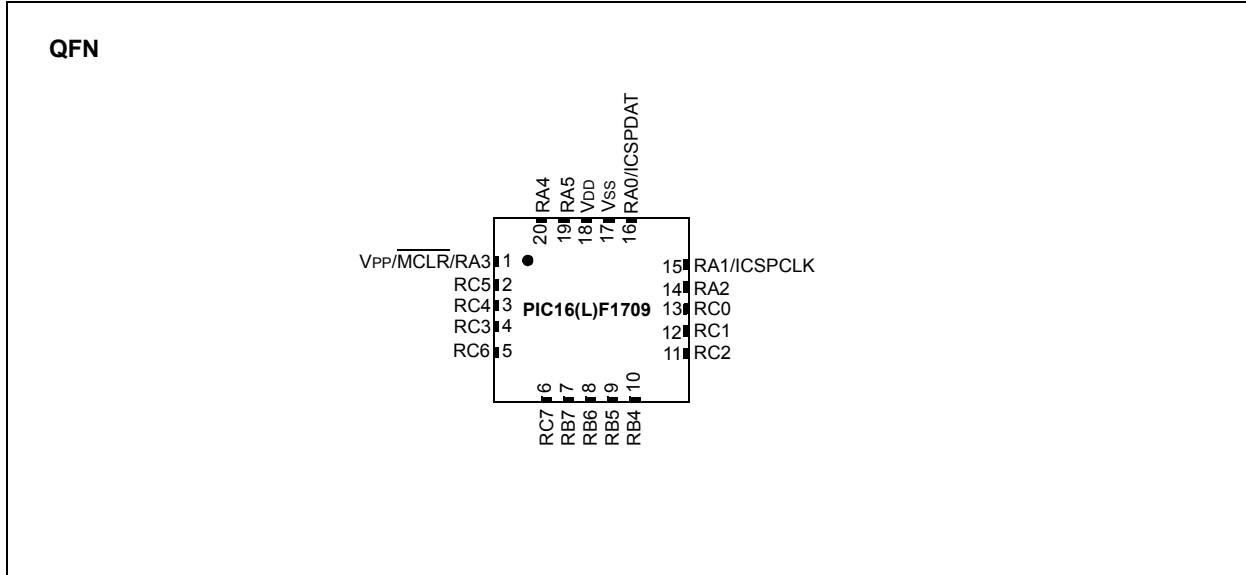 QFN
20 RA4
19 RA5
18 VDD
17 VSS
16 RA0/ICSPDAT
VPP/MCLR/RA3 1
RC5 2
RC4 3
RC3 4
RC6 5
PIC16(L)F1709
15 RA1/ICSPCLK
14 RA2
13 RC0
12 RC1
11 RC2
RC7 6
RB7 7
RB6 8
RB5 9
RB4 10